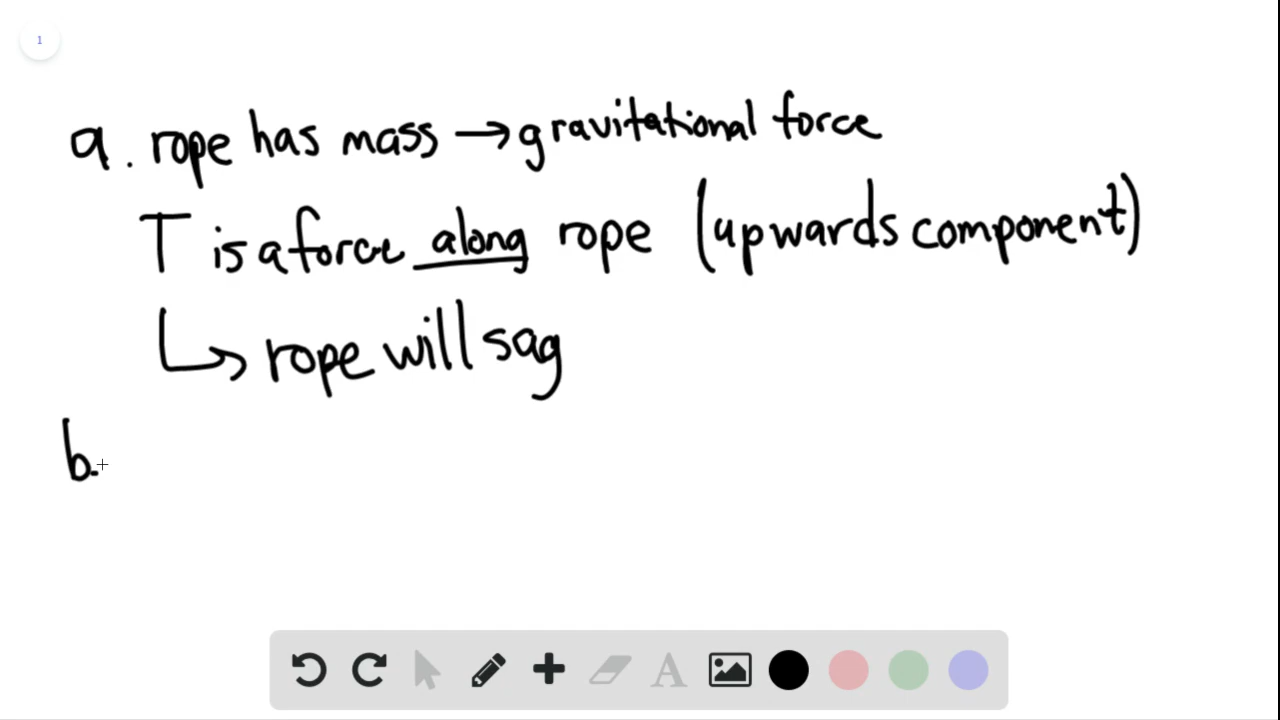 1
a. rope has mass → gravitational force
T is a force along rope (upwards component)
↳ rope will sag
b.
A